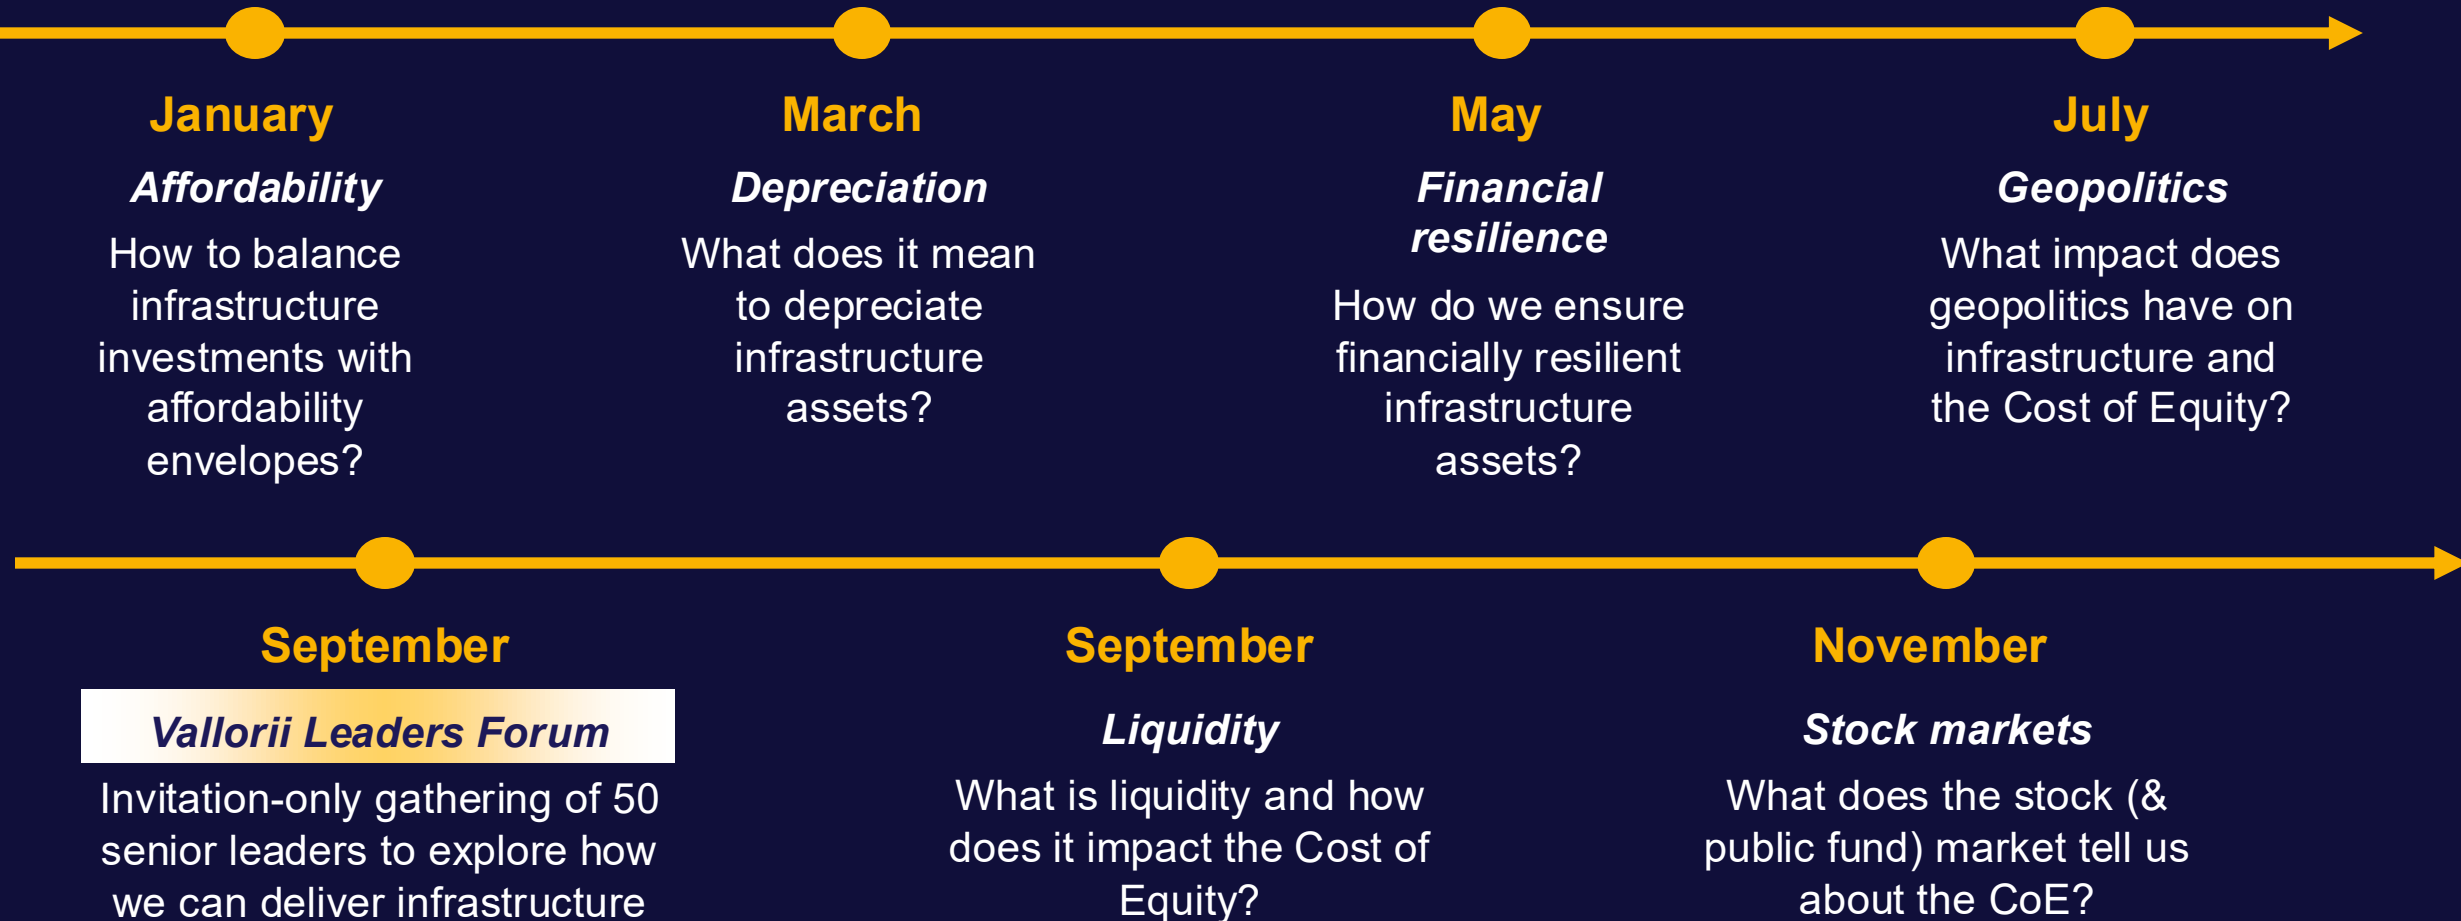 January
Affordability
How to balance
infrastructure
investments with
affordability
envelopes?
March
Depreciation
What does it mean
to depreciate
infrastructure
assets?
May
Financial
resilience
How do we ensure
financially resilient
infrastructure
assets?
July
Geopolitics
What impact does
geopolitics have on
infrastructure and
the Cost of Equity?
September
Vallorii Leaders Forum
Invitation-only gathering of 50
senior leaders to explore how
we can deliver infrastructure
September
Liquidity
What is liquidity and how
does it impact the Cost of
Equity?
November
Stock markets
What does the stock (&
public fund) market tell us
about the CoE?